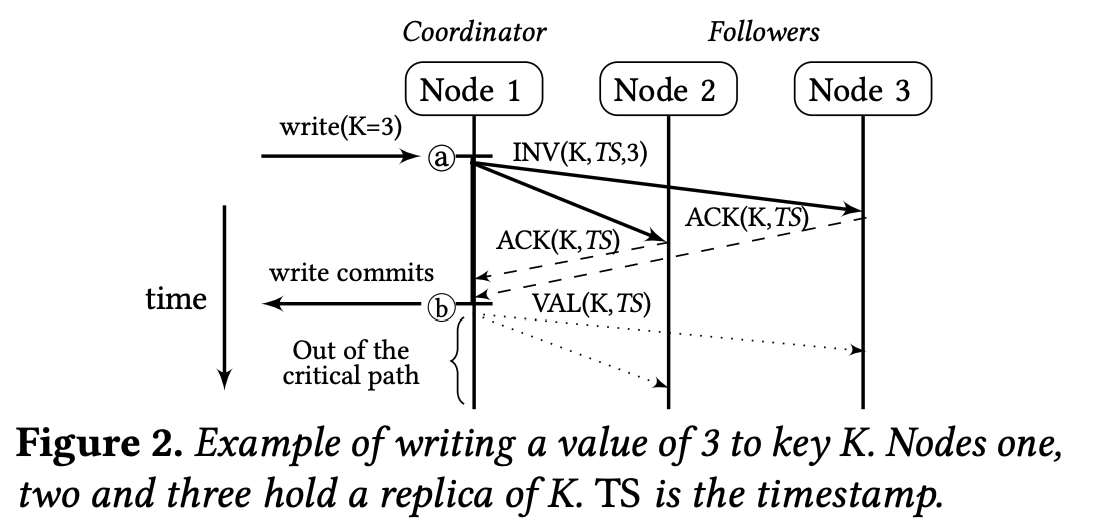 Coordinator
Followers
Node 1
Node 2
Node 3
write(K=3)
ⓐ
INV(K,TS,3)
ACK(K,TS)
ACK(K,TS)
write commits
ⓑ
VAL(K,TS)
time
Out of the
critical path
Figure 2. Example of writing a value of 3 to key K. Nodes one,
two and three hold a replica of K. TS is the timestamp.